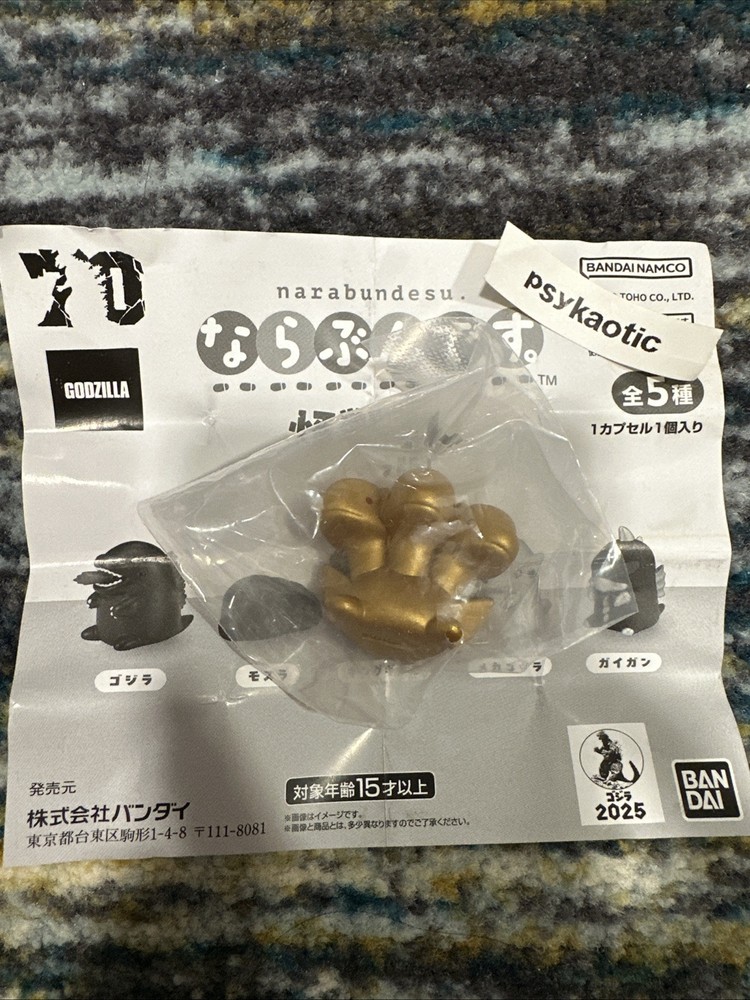 70
GODZILLA
narabundesu.
ならぶ す。
TM
BANDAI NAMCO
psykaotic
TOHO CO., LTD.
全5種
1カプセル1個入り
ゴジラ
モスラ
メカゴジラ
ガイガン
発売元
株式会社バンダイ
東京都台東区駒形1-4-8 〒111-8081
対象年齢15才以上
※画像はイメージです。
※画像と商品とは、多少異なりますのでご了承ください。
ゴジラ
2025
BAN
DAI